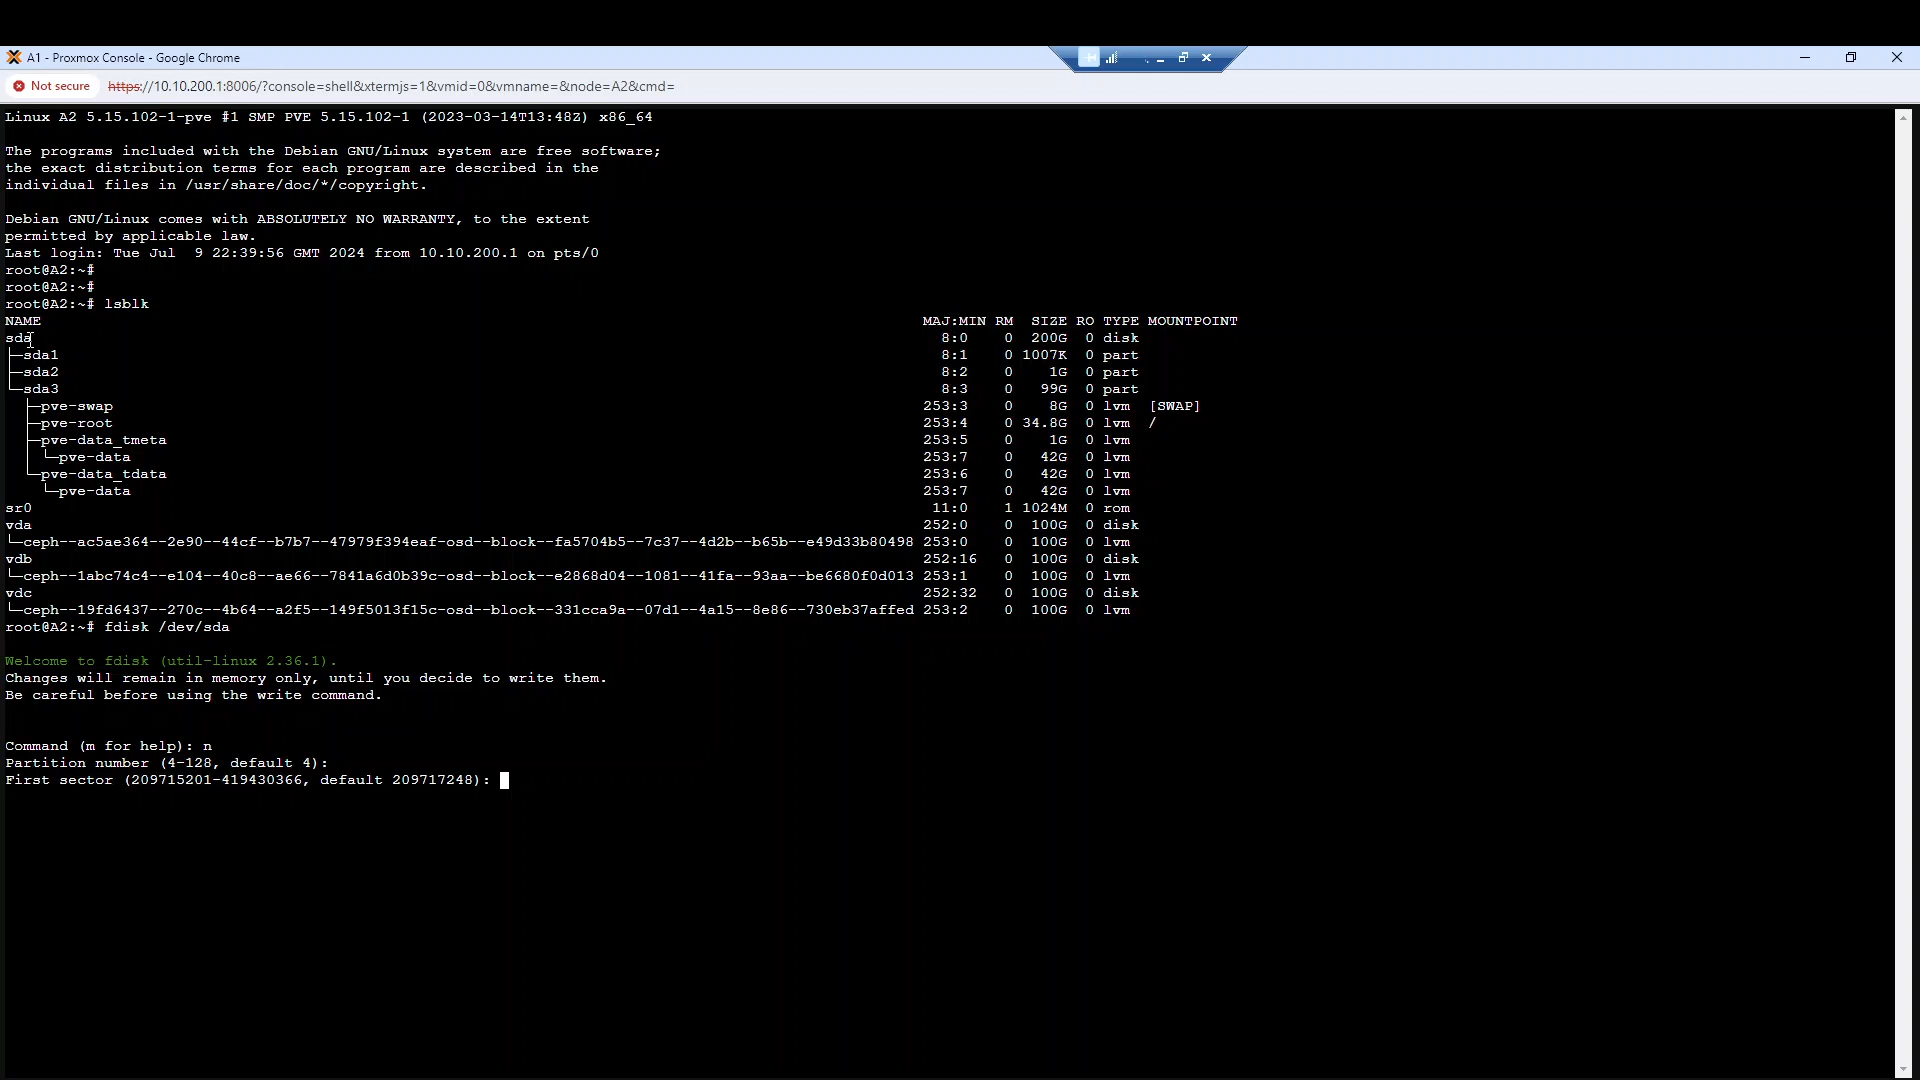 A1 - Proxmox Console - Google Chrome
Not secure https://10.10.200.1:8006/?console=shell&xtermjs=1&vmid=0&vmname=&node=A2&cmd=
Linux A2 5.15.102-1-pve #1 SMP PVE 5.15.102-1 (2023-03-14T13:48Z) x86_64
The programs included with the Debian GNU/Linux system are free software;
the exact distribution terms for each program are described in the
individual files in /usr/share/doc/*/copyright.
Debian GNU/Linux comes with ABSOLUTELY NO WARRANTY, to the extent
permitted by applicable law.
Last login: Tue Jul  9 22:39:56 GMT 2024 from 10.10.200.1 on pts/0
root@A2:~#
root@A2:~#
root@A2:~# lsblk
NAME MAJ:MIN RM SIZE RO TYPE MOUNTPOINT
sda 8:0 0 200G 0 disk
├─sda1 8:1 0 1007K 0 part
├─sda2 8:2 0 1G 0 part
└─sda3 8:3 0 99G 0 part
├─pve-swap 253:3 0 8G 0 lvm [SWAP]
├─pve-root 253:4 0 34.8G 0 lvm /
├─pve-data_tmeta 253:5 0 1G 0 lvm
│ └─pve-data 253:7 0 42G 0 lvm
└─pve-data_tdata 253:6 0 42G 0 lvm
└─pve-data 253:7 0 42G 0 lvm
sr0 11:0 1 1024M 0 rom
vda 252:0 0 100G 0 disk
└─ceph--ac5ae364--2e90--44cf--b7b7--47979f394eaf-osd--block--fa5704b5--7c37--4d2b--b65b--e49d33b80498 253:0 0 100G 0 lvm
vdb 252:16 0 100G 0 disk
└─ceph--1abc74c4--e104--40c8--ae66--7841a6d0b39c-osd--block--e2868d04--1081--41fa--93aa--be6680f0d013 253:1 0 100G 0 lvm
vdc 252:32 0 100G 0 disk
└─ceph--19fd6437--270c--4b64--a2f5--149f5013f15c-osd--block--331cca9a--07d1--4a15--8e86--730eb37affed 253:2 0 100G 0 lvm
root@A2:~# fdisk /dev/sda
Welcome to fdisk (util-linux 2.36.1).
Changes will remain in memory only, until you decide to write them.
Be careful before using the write command.
Command (m for help): n
Partition number (4-128, default 4):
First sector (209715201-419430366, default 209717248):